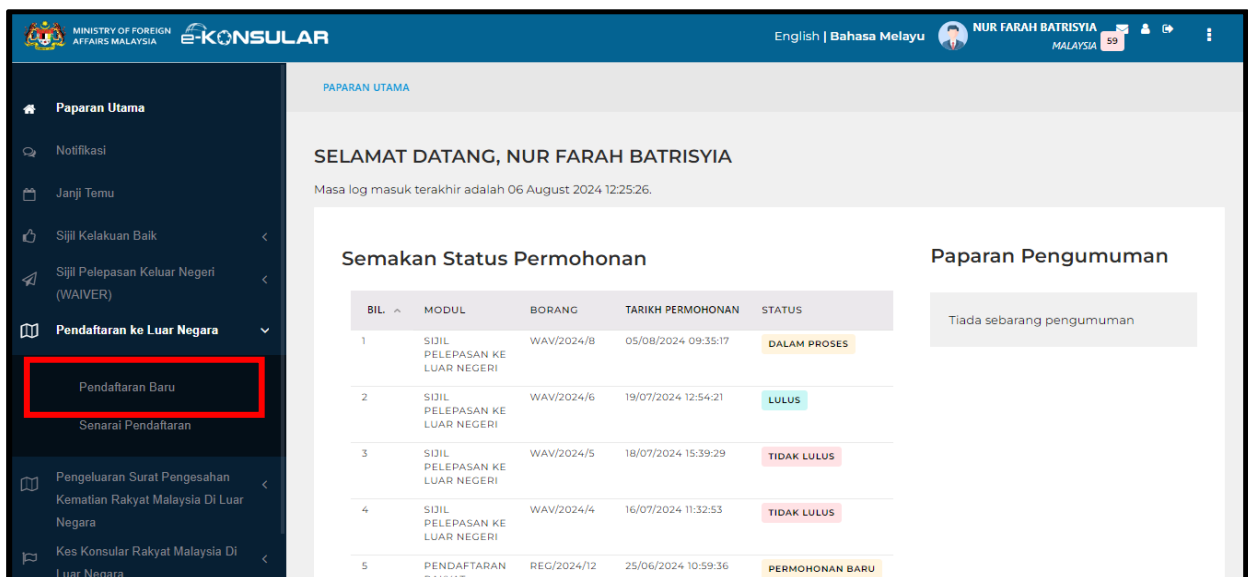 MINISTRY OF FOREIGN
AFFAIRS MALAYSIA
e-KONSULAR
English | Bahasa Melayu
NUR FARAH BATRISYIA
MALAYSIA
59
Paparan Utama
Notifikasi
Janji Temu
Sijil Kelakuan Baik
Sijil Pelepasan Keluar Negeri
(WAIVER)
Pendaftaran ke Luar Negara
Pendaftaran Baru
Senarai Pendaftaran
Pengeluaran Surat Pengesahan
Kematian Rakyat Malaysia Di Luar
Negara
Kes Konsular Rakyat Malaysia Di
Luar Negara
PAPARAN UTAMA
SELAMAT DATANG, NUR FARAH BATRISYIA
Masa log masuk terakhir adalah 06 August 2024 12:25:26.
Semakan Status Permohonan
BIL. MODUL BORANG TARIKH PERMOHONAN STATUS
1 SIJIL WAV/2024/8 05/08/2024 09:35:17 DALAM PROSES
PELEPASAN KE
LUAR NEGERI
2 SIJIL WAV/2024/6 19/07/2024 12:54:21 LULUS
PELEPASAN KE
LUAR NEGERI
3 SIJIL WAV/2024/5 18/07/2024 15:39:29 TIDAK LULUS
PELEPASAN KE
LUAR NEGERI
4 SIJIL WAV/2024/4 16/07/2024 11:32:53 TIDAK LULUS
PELEPASAN KE
LUAR NEGERI
5 PENDAFTARAN REG/2024/12 25/06/2024 10:59:36 PERMOHONAN BARU
Paparan Pengumuman
Tiada sebarang pengumuman